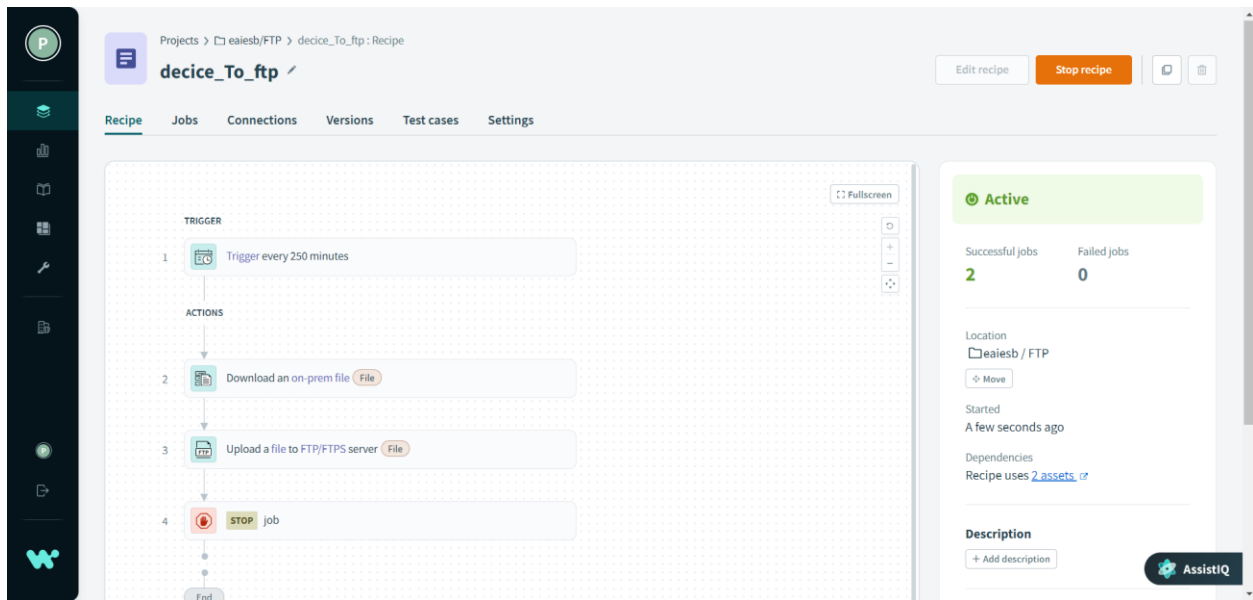 P
Projects > eaiesb/FTP > decice_To_ftp : Recipe
decice_To_ftp
Edit recipe
Stop recipe
Recipe
Jobs
Connections
Versions
Test cases
Settings
Fullscreen
TRIGGER
1 Trigger every 250 minutes
ACTIONS
2 Download an on-prem file File
3 FTP Upload a file to FTP/FTPS server File
4 STOP job
End
Active
Successful jobs Failed jobs
2 0
Location
eaiesb / FTP
Move
Started
A few seconds ago
Dependencies
Recipe uses 2 assets
Description
+ Add description
P
AssistIQ